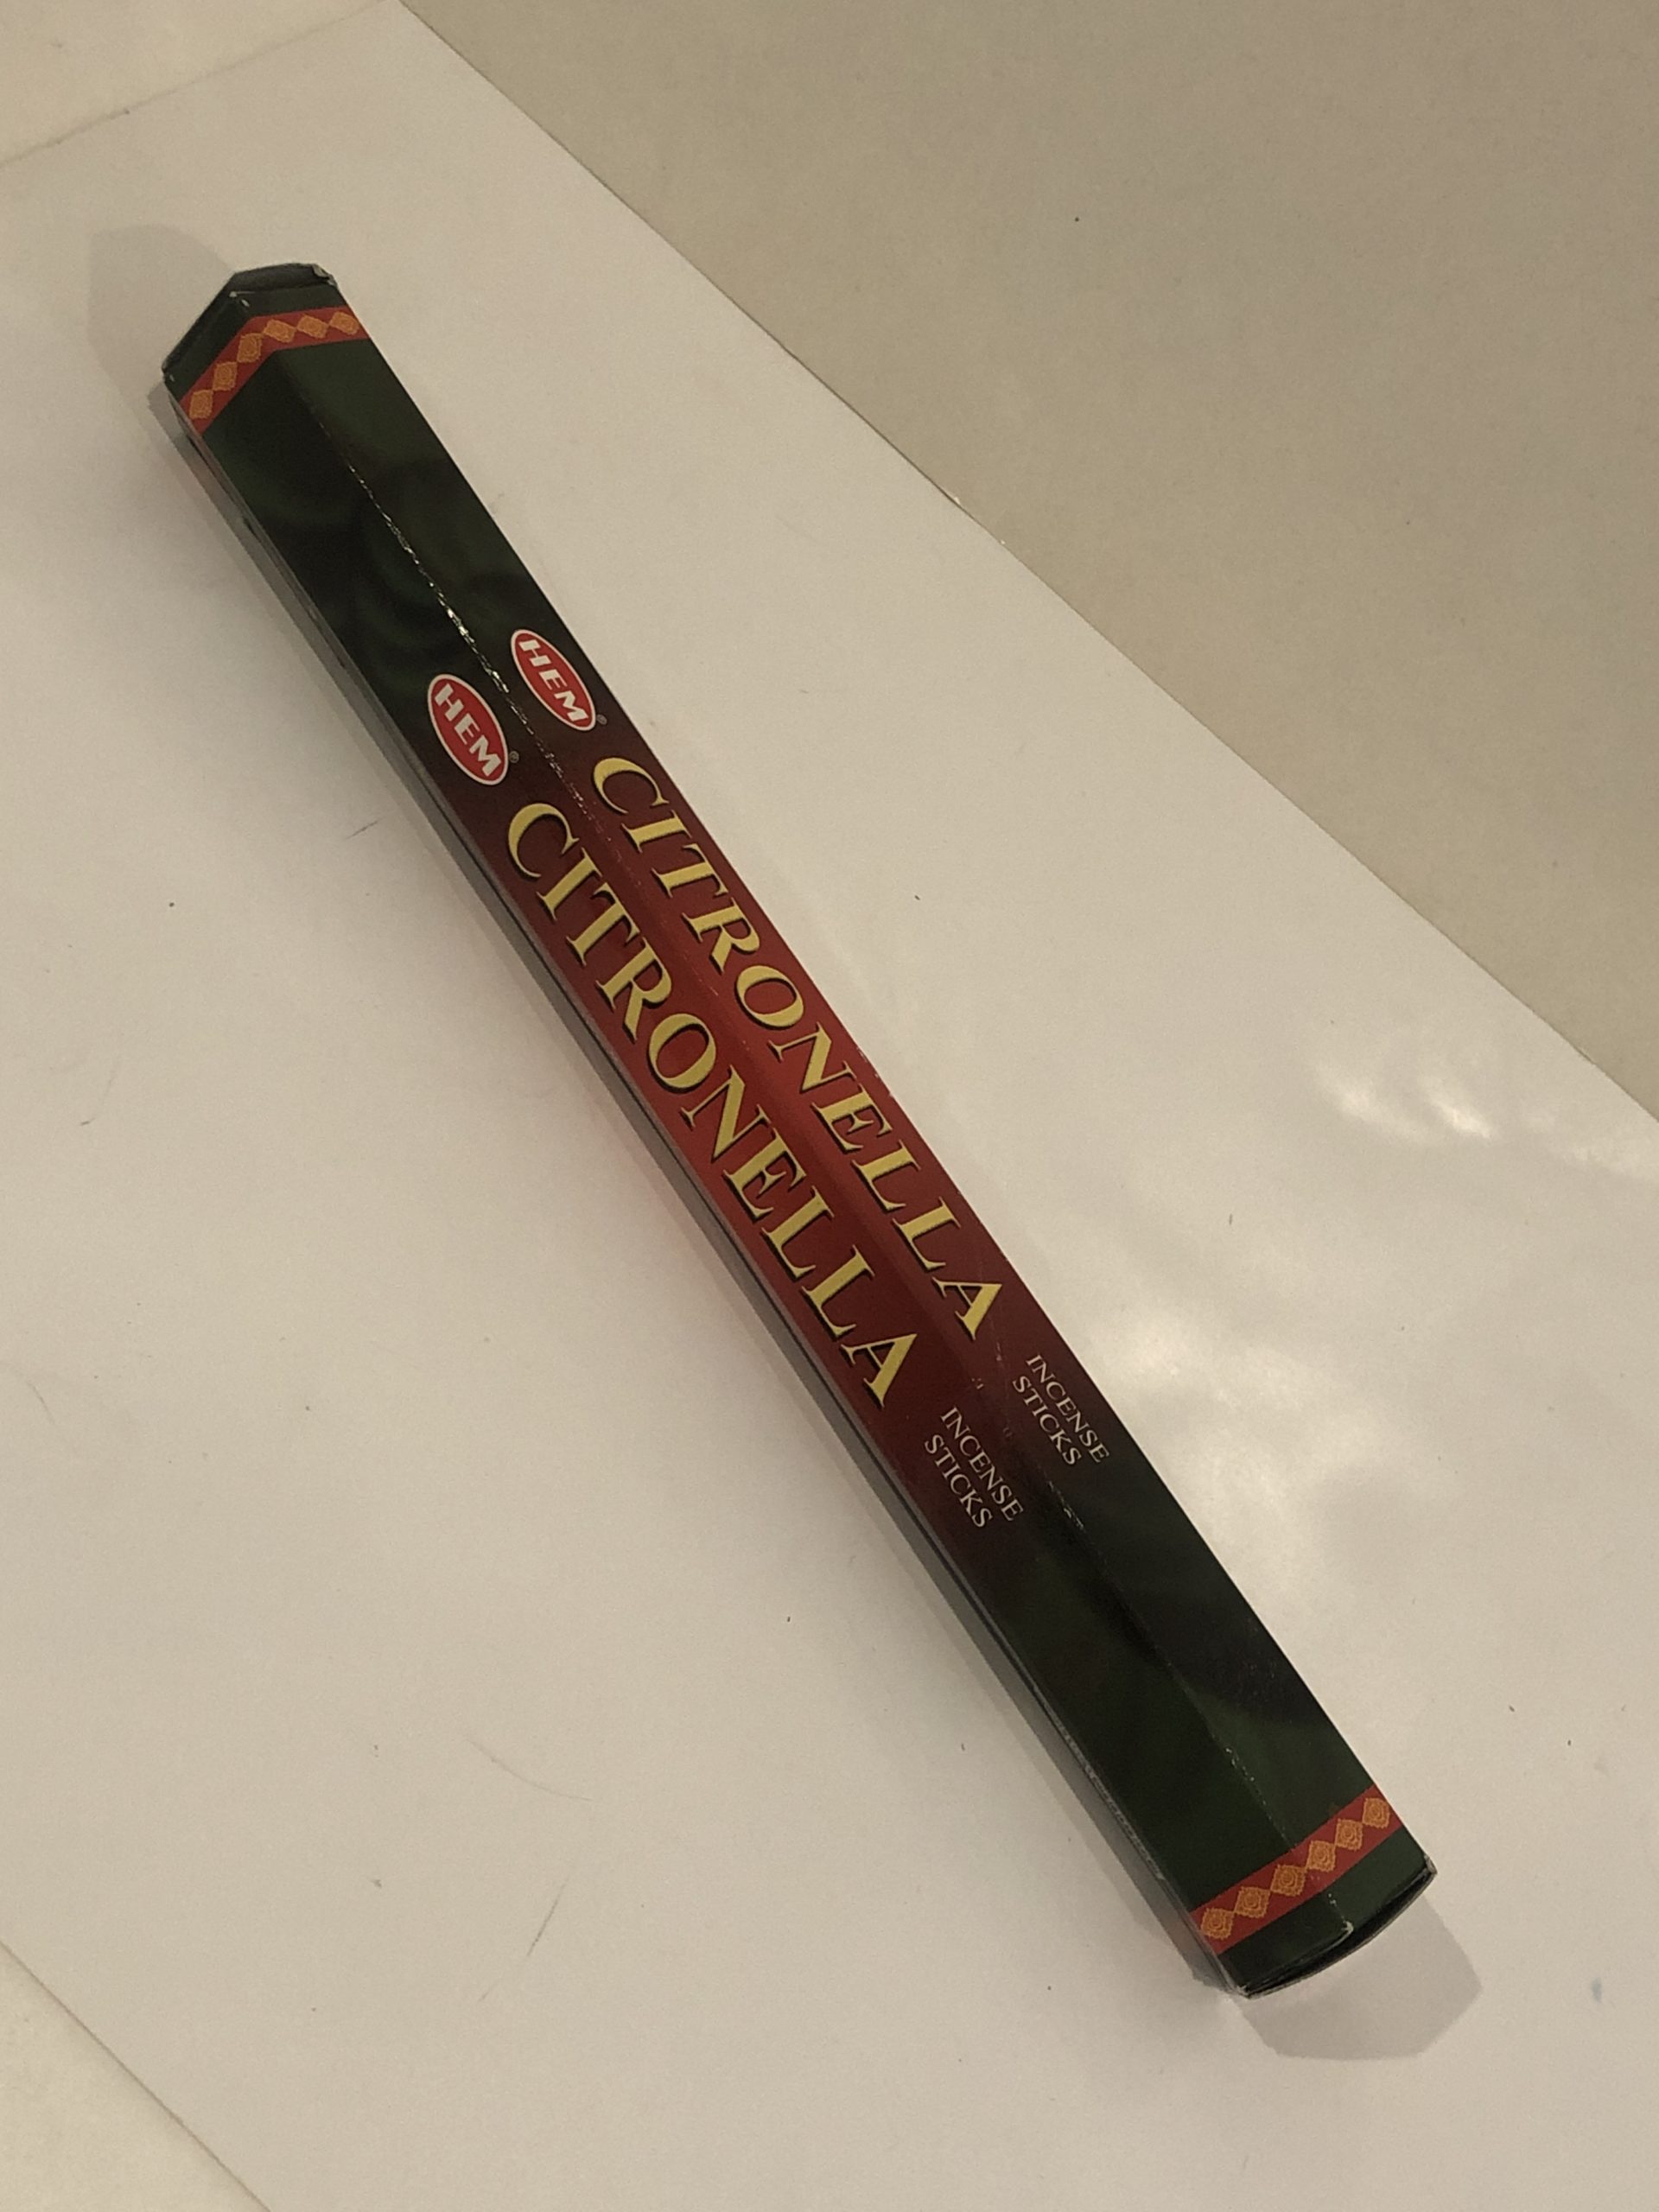 HEM®
CITRONELLA
INCENSE
STICKS
HEM®
CITRONELLA
INCENSE
STICKS